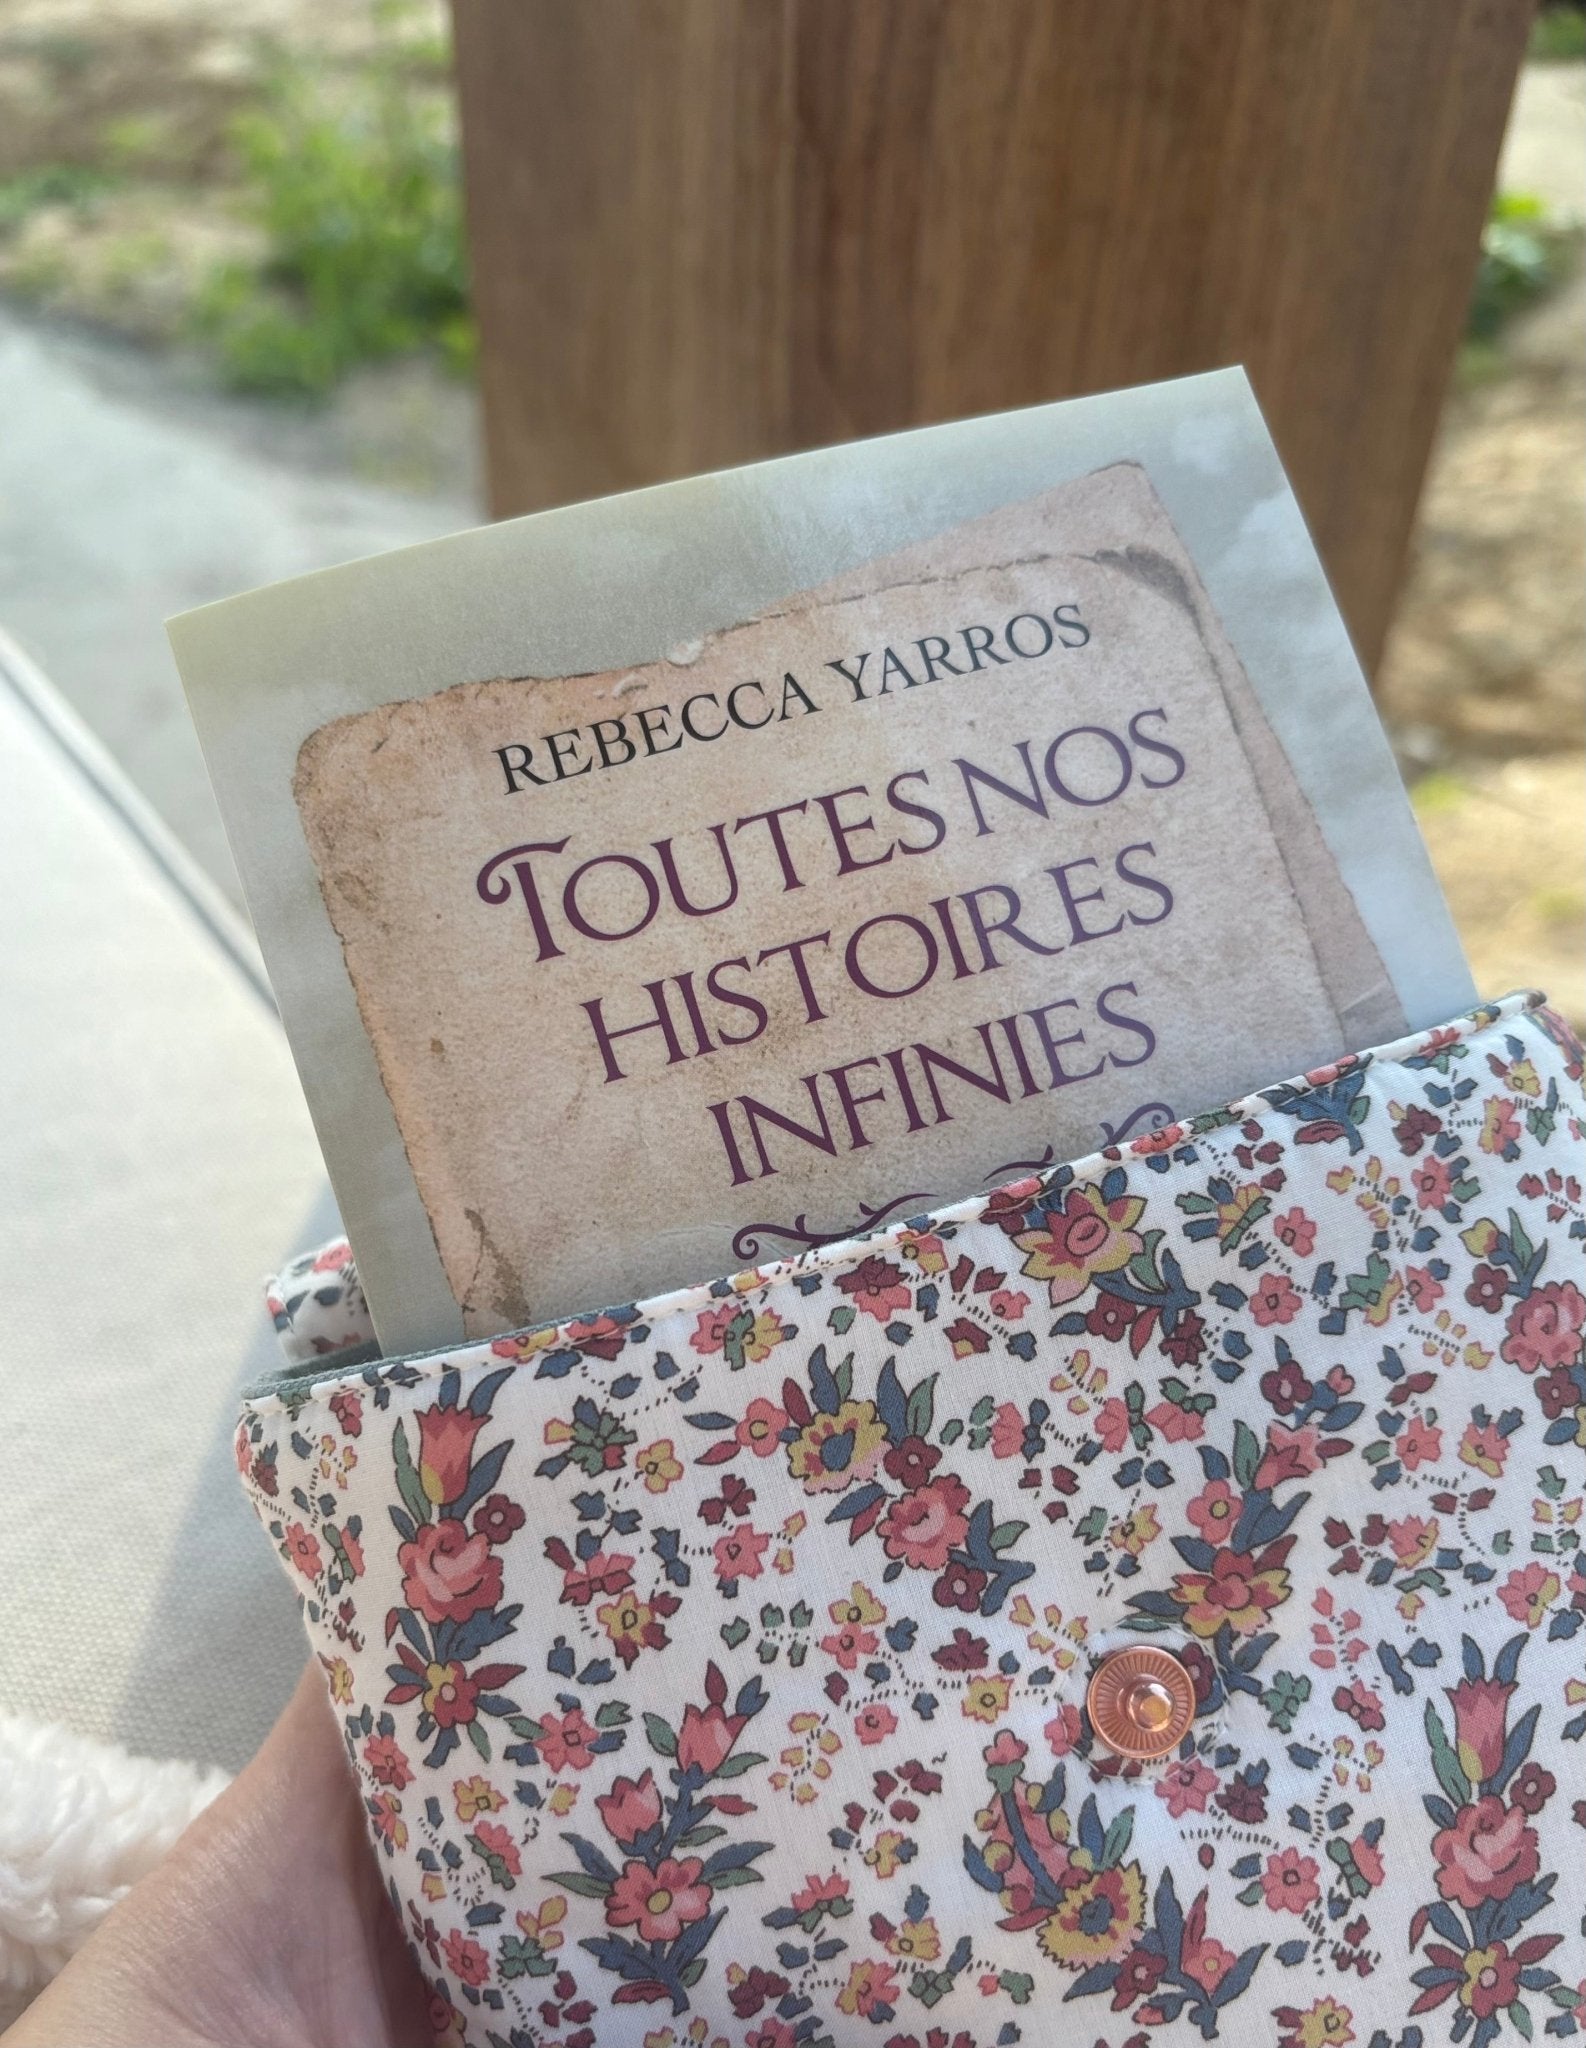 REBECCA YARROS
TOUTES NOS
HISTOIRES
INFINIES